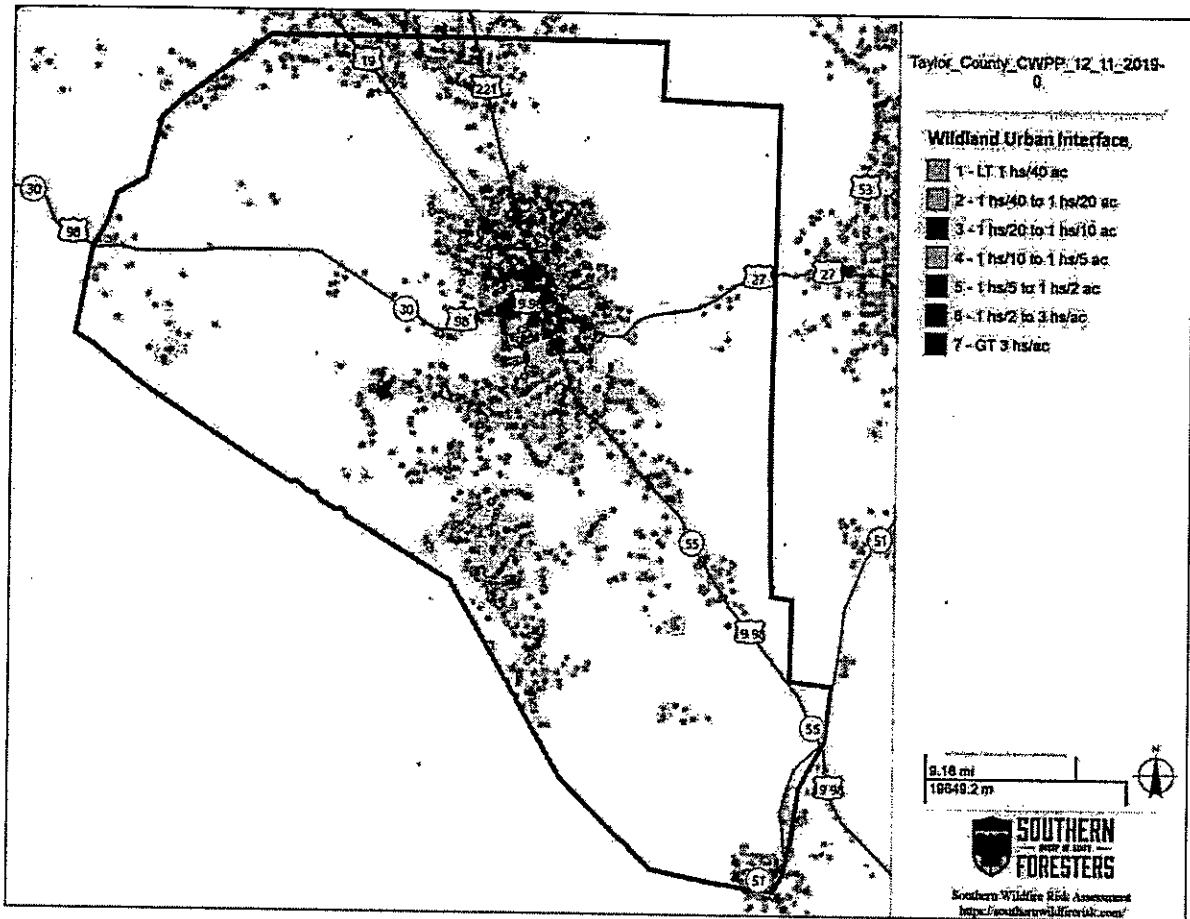 Taylor_County_CWPP_12_11_2019-
0
Wildland Urban Interface
1 - LT 1 hs/40 ac
2 - 1 hs/40 to 1 hs/20 ac
3 - 1 hs/20 to 1 hs/10 ac
4 - 1 hs/10 to 1 hs/5 ac
5 - 1 hs/5 to 1 hs/2 ac
6 - 1 hs/2 to 3 hs/ac
7 - GT 3 hs/ac
19
221
30
98
53
27
27
30
98
55
51
55
51
9.16 mi
19649.2 m
N
SOUTHERN
FORESTERS
Southern Wildfire Risk Assessment
https://southernwildfirerisk.com/